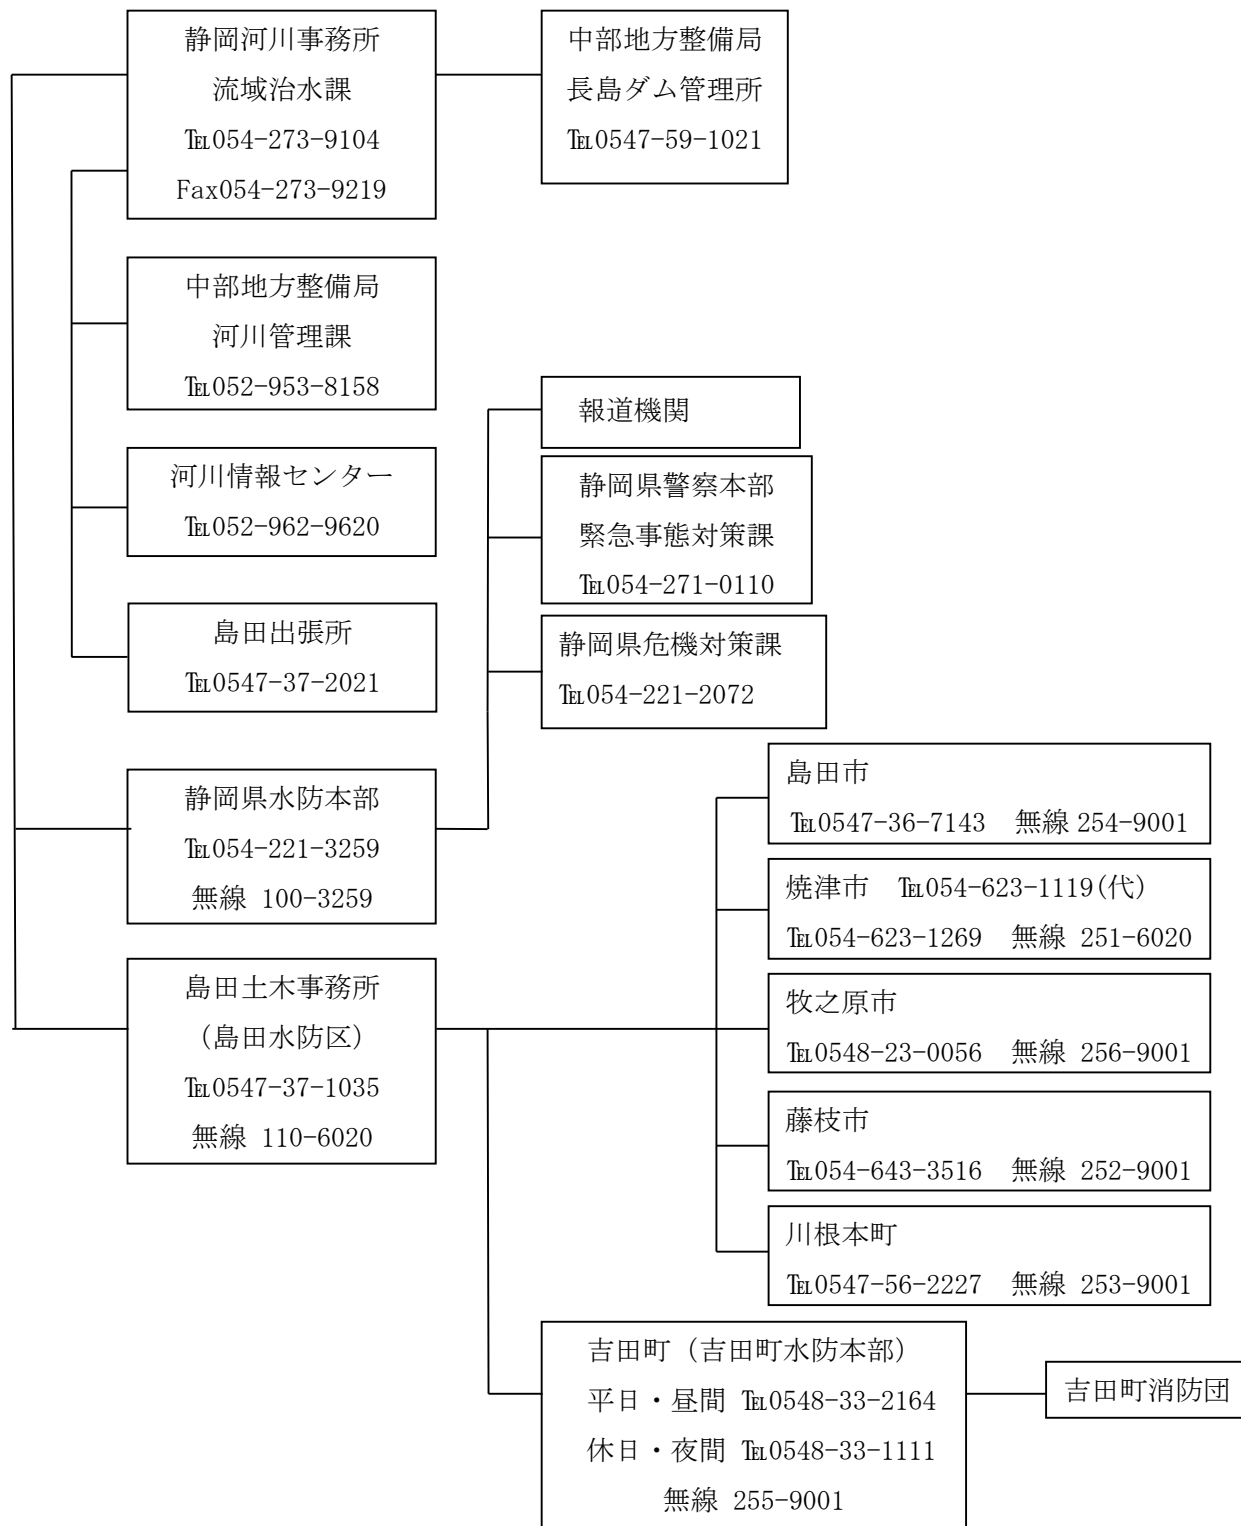 静岡河川事務所
流域治水課
℡054-273-9104
Fax054-273-9219
中部地方整備局
長島ダム管理所
℡0547-59-1021
中部地方整備局
河川管理課
℡052-953-8158
河川情報センター
℡052-962-9620
島田出張所
℡0547-37-2021
報道機関
静岡県警察本部
緊急事態対策課
℡054-271-0110
静岡県危機対策課
℡054-221-2072
静岡県水防本部
℡054-221-3259
無線 100-3259
島田土木事務所
（島田水防区）
℡0547-37-1035
無線 110-6020
島田市
℡0547-36-7143　無線 254-9001
焼津市　℡054-623-1119(代)
℡054-623-1269　無線 251-6020
牧之原市
℡0548-23-0056　無線 256-9001
藤枝市
℡054-643-3516　無線 252-9001
川根本町
℡0547-56-2227　無線 253-9001
吉田町（吉田町水防本部）
平日・昼間 ℡0548-33-2164
休日・夜間 ℡0548-33-1111
無線 255-9001
吉田町消防団